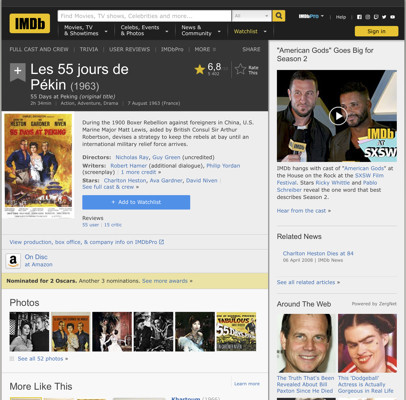 IMDb
Find Movies, TV shows, Celebrities and more...
All
IMDbPro
Help
Movies, TV
& Showtimes
Celebs, Events
& Photos
News &
Community
Watchlist
Sign in
FULL CAST AND CREW
TRIVIA
USER REVIEWS
IMDbPro
MORE
SHARE
Les 55 jours de
Pékin (1963)
55 Days at Peking (original title)
2h 34min | Action, Adventure, Drama | 7 August 1963 (France)
6,8
Rate
This
HESTON GARDNER NIVEN
55 DAYS AT PEKING
During the 1900 Boxer Rebellion against foreigners in China, U.S.
Marine Major Matt Lewis, aided by British Consul Sir Arthur
Robertson, devises a strategy to keep the rebels at bay until an
international military relief force arrives.
Directors: Nicholas Ray, Guy Green (uncredited)
Writers: Robert Hamer (additional dialogue), Philip Yordan
(screenplay) | 1 more credit »
Stars: Charlton Heston, Ava Gardner, David Niven |
See full cast & crew »
+ Add to Watchlist
Reviews
55 user | 15 critic
View production, box office, & company info on IMDbPro
a
On Disc
at Amazon
Nominated for 2 Oscars. Another 3 nominations. See more awards »
Photos
FABULOUS
See all 52 photos »
More Like This
Learn more
Khartoum (1966)
"American Gods" Goes Big for
Season 2
IMDb
AT
SXSW
IMDb hangs with cast of "American Gods" at
the House on the Rock at the SXSW Film
Festival. Stars Ricky Whittle and Pablo
Schreiber reveal the one word that best
describes Season 2.
Hear from the cast »
Related News
Charlton Heston Dies at 84
06 April 2008 | IMDb News
See all related articles »
Around The Web
Powered by ZergNet
The Truth That's Been
Revealed About Bill
Paxton Since He Died
This 'Dodgeball'
Actress is Actually
Gorgeous in Real Life